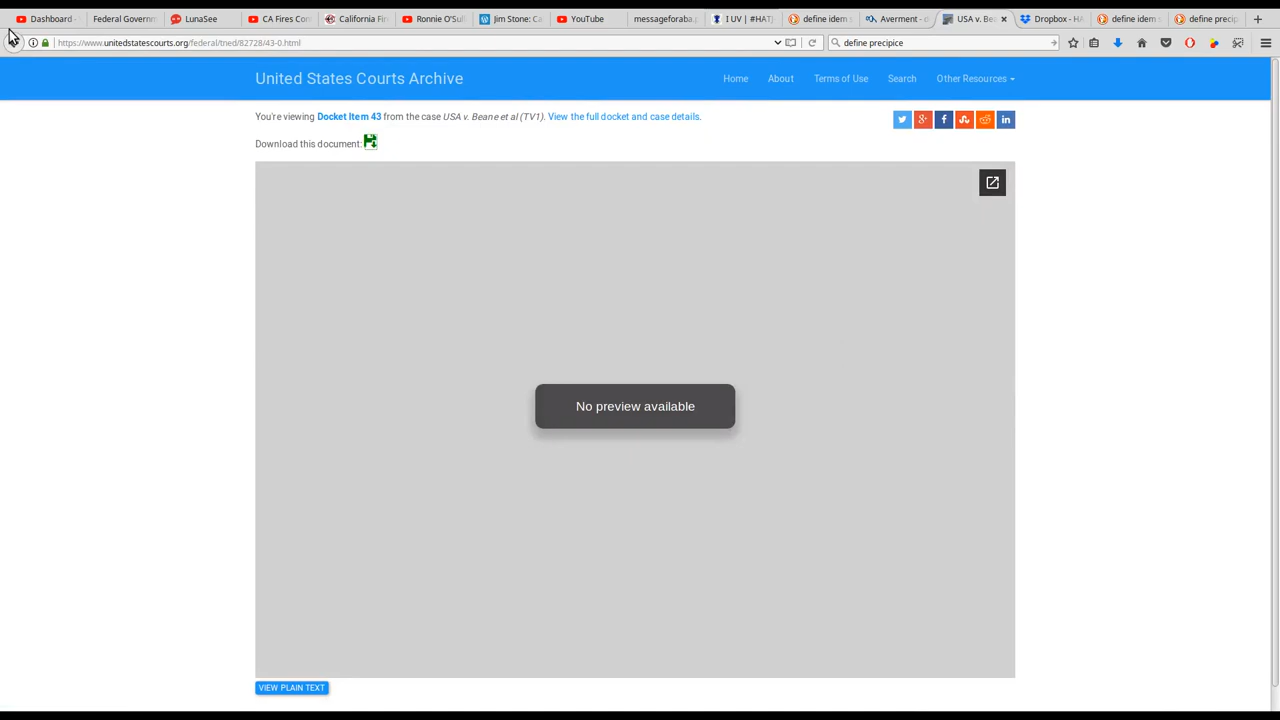 Dashboard -
Federal Governm
LunaSee
CA Fires Con
California Fire
Ronnie O'Sull
Jim Stone: Ca
YouTube
messageforaba.p
I UV | #HAT
define idem s
Averment - d
USA v. Bea
Dropbox - HA
define idem s
define precip
https://www.unitedstatescourts.org/federal/tned/82728/43-0.html
define precipice
United States Courts Archive
Home
About
Terms of Use
Search
Other Resources
You're viewing Docket Item 43 from the case USA v. Beane et al (TV1). View the full docket and case details.
Download this document:
No preview available
VIEW PLAIN TEXT